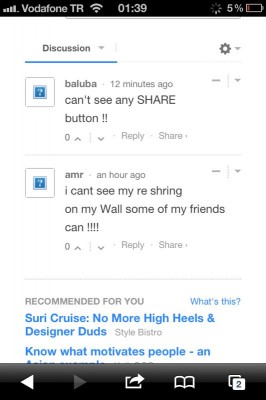 Vodafone TR 01:39 5%
Discussion
baluba · 12 minutes ago
can't see any SHARE
button !!
0 Reply · Share ›
amr · an hour ago
i cant see my re shring
on my Wall some of my friends
can !!!!
0 Reply · Share ›
RECOMMENDED FOR YOU What's this?
Suri Cruise: No More High Heels &
Designer Duds Style Bistro
Know what motivates people - an
2